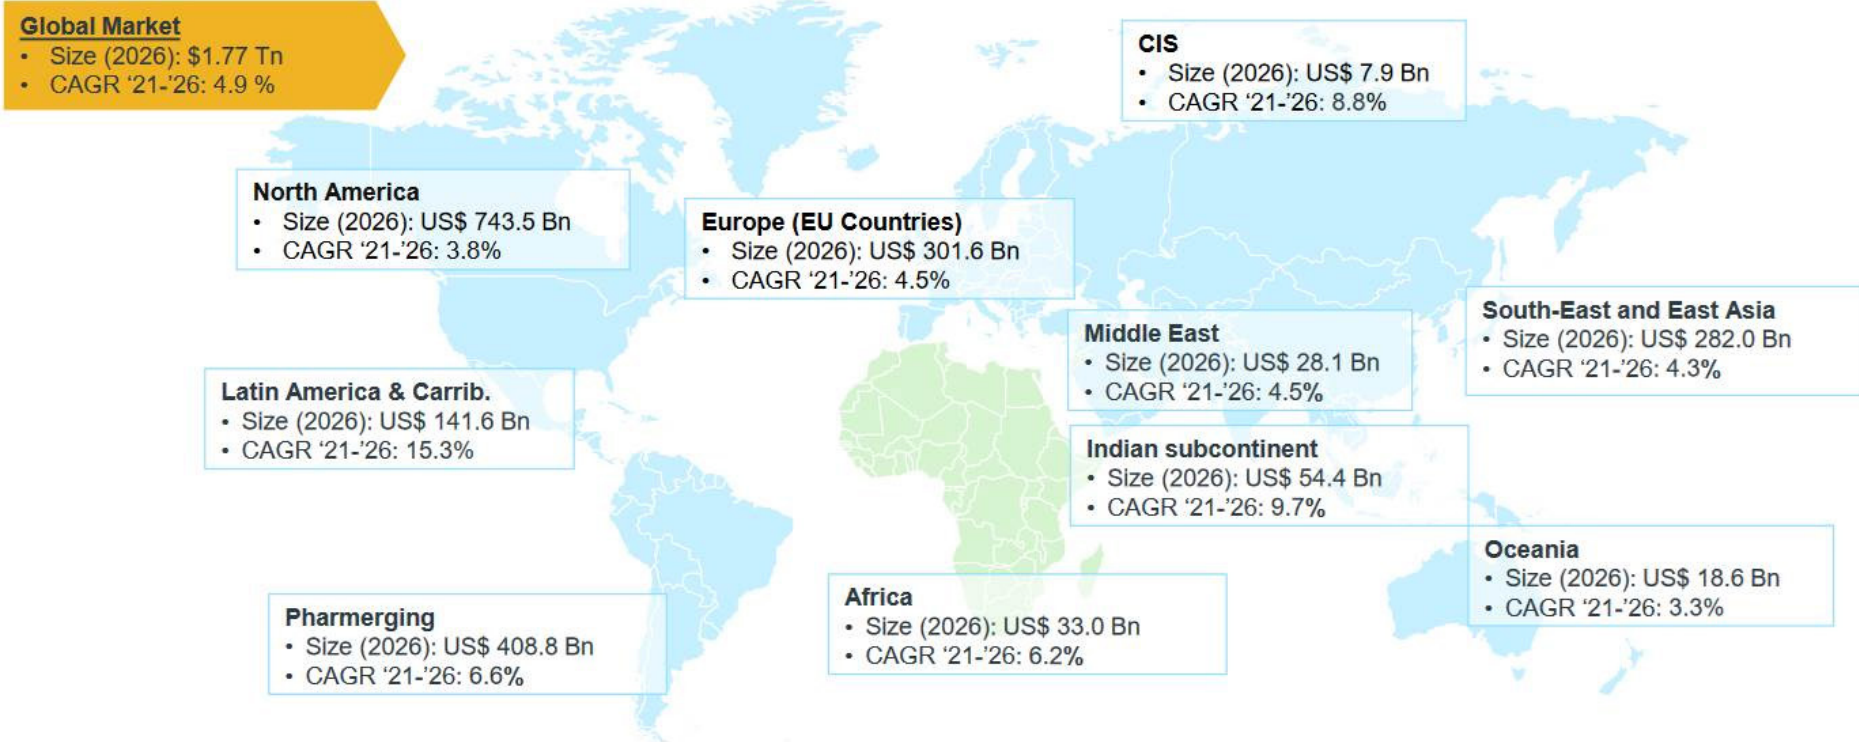 Global Market
• Size (2026): $1.77 Tn
• CAGR ‘21-’26: 4.9 %
CIS
• Size (2026): US$ 7.9 Bn
• CAGR ‘21-’26: 8.8%
North America
• Size (2026): US$ 743.5 Bn
• CAGR ‘21-’26: 3.8%
Europe (EU Countries)
• Size (2026): US$ 301.6 Bn
• CAGR ‘21-’26: 4.5%
South-East and East Asia
• Size (2026): US$ 282.0 Bn
• CAGR ‘21-’26: 4.3%
Middle East
• Size (2026): US$ 28.1 Bn
• CAGR ‘21-’26: 4.5%
Latin America & Carrib.
• Size (2026): US$ 141.6 Bn
• CAGR ‘21-’26: 15.3%
Indian subcontinent
• Size (2026): US$ 54.4 Bn
• CAGR ‘21-’26: 9.7%
Oceania
• Size (2026): US$ 18.6 Bn
• CAGR ‘21-’26: 3.3%
Africa
• Size (2026): US$ 33.0 Bn
• CAGR ‘21-’26: 6.2%
Pharmerging
• Size (2026): US$ 408.8 Bn
• CAGR ‘21-’26: 6.6%